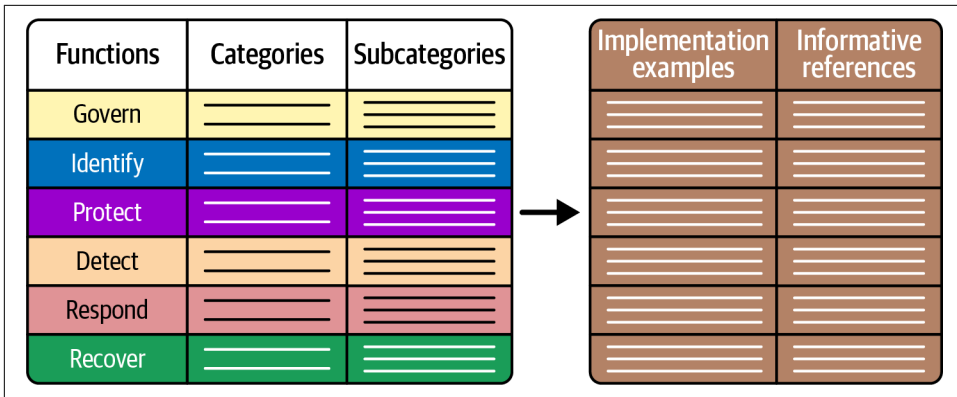 Functions
Categories
Subcategories
Implementation
examples
Informative
references
Govern
Identify
Protect
Detect
Respond
Recover